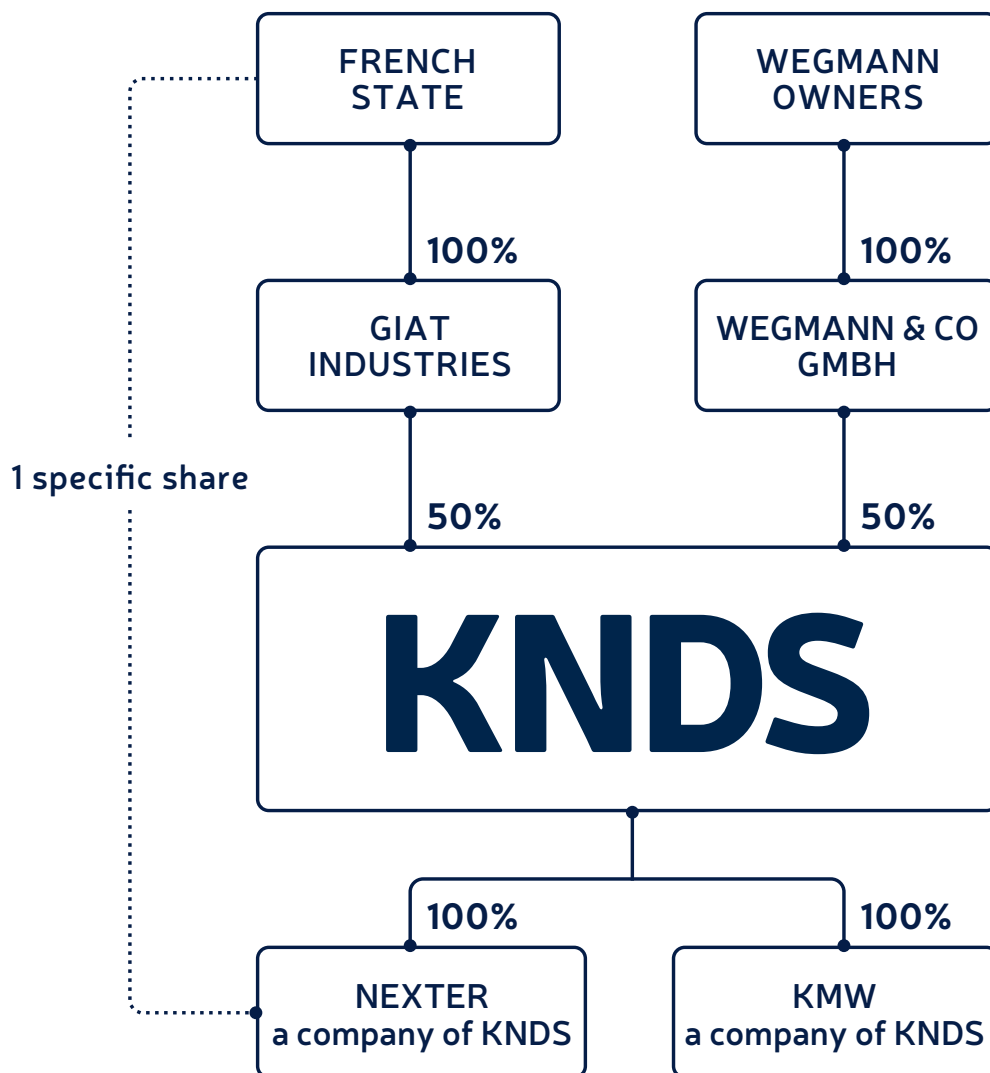 FRENCH
STATE
WEGMANN
OWNERS
100%
100%
GIAT
INDUSTRIES
WEGMANN & CO
GMBH
1 specific share
50%
50%
KNDS
100%
100%
NEXTER
a company of KNDS
KMW
a company of KNDS